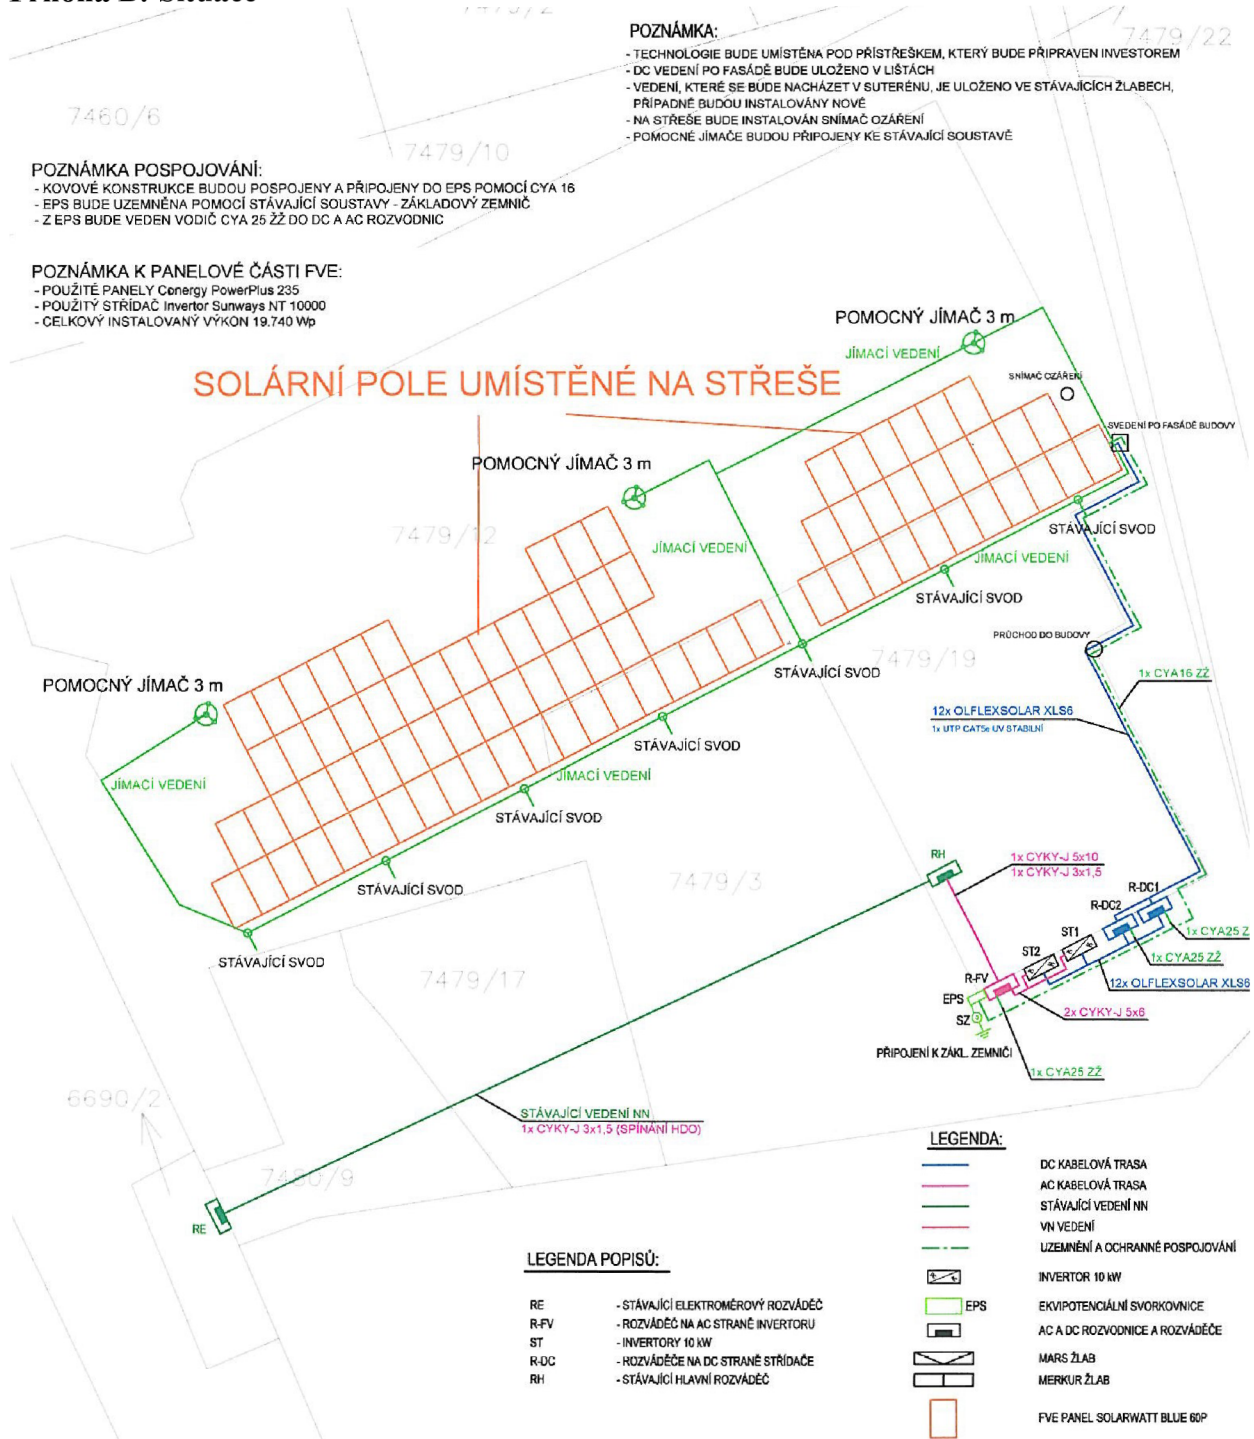 7479/22
POZNÁMKA:
- TECHNOLOGIE BUDE UMÍSTĚNA POD PŘÍSTŘEŠKEM, KTERÝ BUDE PŘIPRAVEN INVESTOREM
- DC VEDENÍ PO FASÁDĚ BUDE ULOŽENO V LIŠTÁCH
- VEDENÍ, KTERÉ SE BUDE NACHÁZET V SUTERÉNU, JE ULOŽENO VE STÁVAJÍCÍCH ŽLABECH,
PŘÍPADNĚ BUDOU INSTALOVÁNY NOVÉ
- NA STŘEŠE BUDE INSTALOVÁN SNÍMAČ OZÁŘENÍ
- POMOCNÉ JÍMAČE BUDOU PŘIPOJENY KE STÁVAJÍCÍ SOUSTAVĚ
7460/6
7479/10
POZNÁMKA POSPOJOVÁNÍ:
- KOVOVÉ KONSTRUKCE BUDOU POSPOJENY A PŘIPOJENY DO EPS POMOCÍ CYA 16
- EPS BUDE UZEMNĚNA POMOCÍ STÁVAJÍCÍ SOUSTAVY - ZÁKLADOVÝ ZEMNIČ
- Z EPS BUDE VEDEN VODIČ CYA 25 ŽŽ DO DC A AC ROZVODNIC
POZNÁMKA K PANELOVÉ ČÁSTI FVE:
- POUŽITÉ PANELY Conergy PowerPlus 235
- POUŽITÝ STŘÍDAČ Invertor Sunways NT 10000
- CELKOVÝ INSTALOVANÝ VÝKON 19.740 Wp
POMOCNÝ JÍMAČ 3 m
JÍMACÍ VEDENÍ
SOLÁRNÍ POLE UMÍSTĚNÉ NA STŘEŠE
SNÍMAČ OZÁŘENÍ
SVEDENÍ PO FASÁDĚ BUDOVY
POMOCNÝ JÍMAČ 3 m
7479/12
STÁVAJÍCÍ SVOD
JÍMACÍ VEDENÍ
JÍMACÍ VEDENÍ
STÁVAJÍCÍ SVOD
PRŮCHOD DO BUDOVY
7479/19
STÁVAJÍCÍ SVOD
1x CYA16 ZŽ
POMOCNÝ JÍMAČ 3 m
12x OLFLEXSOLAR XLS6
1x UTP CAT5e UV STABILNÍ
STÁVAJÍCÍ SVOD
JÍMACÍ VEDENÍ
JÍMACÍ VEDENÍ
STÁVAJÍCÍ SVOD
RH
1x CYKY-J 5x10
1x CYKY-J 3x1,5
7479/3
STÁVAJÍCÍ SVOD
R-DC1
R-DC2
1x CYA25 Z
ST1
ST2
1x CYA25 ZŽ
STÁVAJÍCÍ SVOD
7479/17
R-FV
12x OLFLEXSOLAR XLS6
EPS
SZ
2x CYKY-J 5x6
PŘIPOJENÍ K ZÁKL. ZEMNIČI
1x CYA25 ZŽ
6690/2
STÁVAJÍCÍ VEDENÍ NN
1x CYKY-J 3x1,5 (SPÍNÁNÍ HDO)
7480/9
RE
LEGENDA:
DC KABELOVÁ TRASA
AC KABELOVÁ TRASA
STÁVAJÍCÍ VEDENÍ NN
VN VEDENÍ
UZEMNĚNÍ A OCHRANNÉ POSPOJOVÁNÍ
INVERTOR 10 kW
EPS EKVIPOTENCIÁLNÍ SVORKOVNICE
AC A DC ROZVODNICE A ROZVÁDĚČE
MARS ŽLAB
MERKUR ŽLAB
FVE PANEL SOLARWATT BLUE 60P
LEGENDA POPISŮ:
RE - STÁVAJÍCÍ ELEKTROMĚROVÝ ROZVÁDĚČ
R-FV - ROZVÁDĚČ NA AC STRANĚ INVERTORU
ST - INVERTORY 10 kW
R-DC - ROZVÁDĚČE NA DC STRANĚ STŘÍDAČE
RH - STÁVAJÍCÍ HLAVNÍ ROZVÁDĚČ